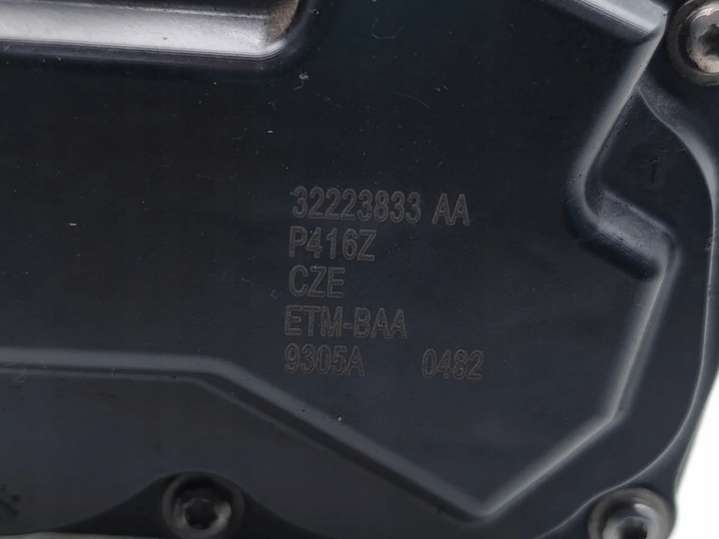 32223833 AA
P416Z
CZE
ETM-BAA
9305A 0482